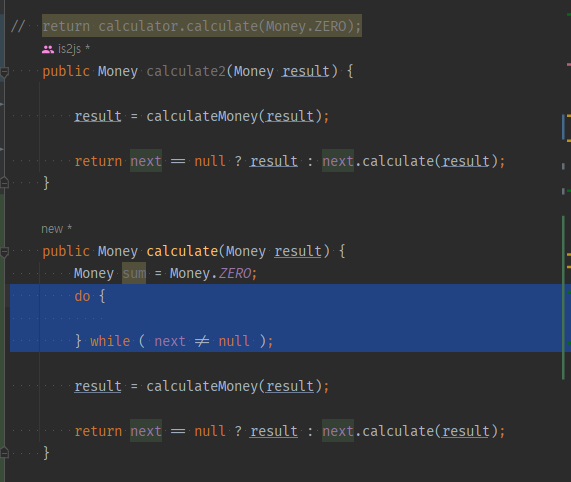 // return calculator.calculate(Money.ZERO);
is2js *
public Money calculate2(Money result) {
result = calculateMoney(result);
return next == null ? result : next.calculate(result);
}
new *
public Money calculate(Money result) {
Money sum = Money.ZERO;
do {
} while ( next ≠ null );
result = calculateMoney(result);
return next == null ? result : next.calculate(result);
}